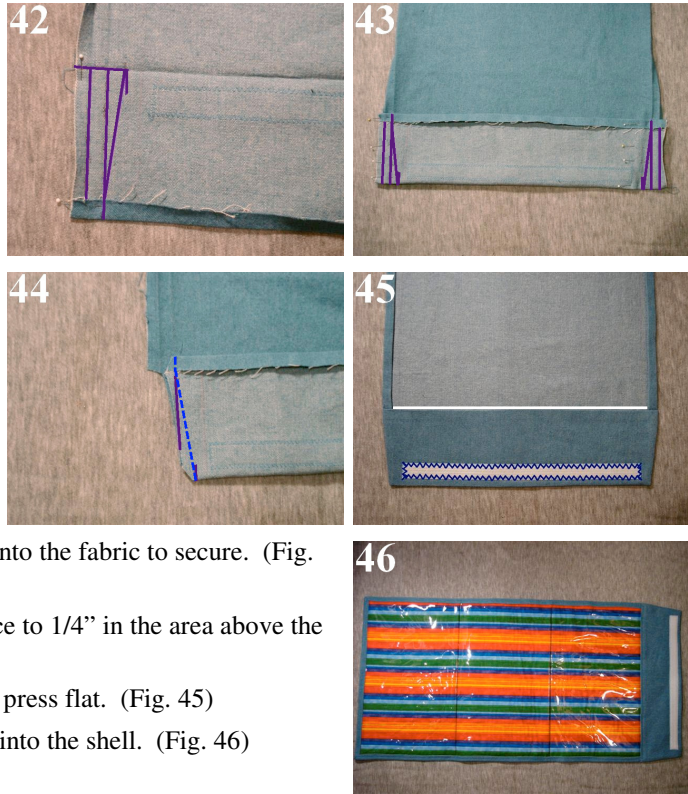 42
43
44
45
nto the fabric to secure.  (Fig.
46
ce to 1/4” in the area above the
press flat.  (Fig. 45)
into the shell.  (Fig. 46)